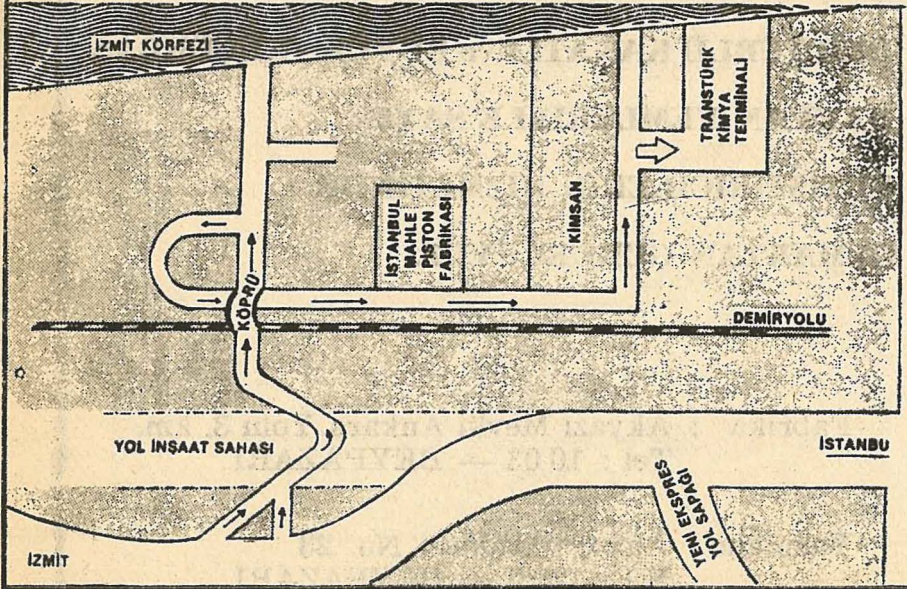 İZMİT KÖRFEZİ
TRANSTÜRK
KİMYA
TERMİNALİ
İSTANBUL
MAHLE
PİSTON
FABRİKASI
KİMSAN
KÖPRÜ
DEMİRYOLU
YOL İNŞAAT SAHASI
İSTANBU
YENİ EKSPRES
YOL SAPAĞI
İZMİT